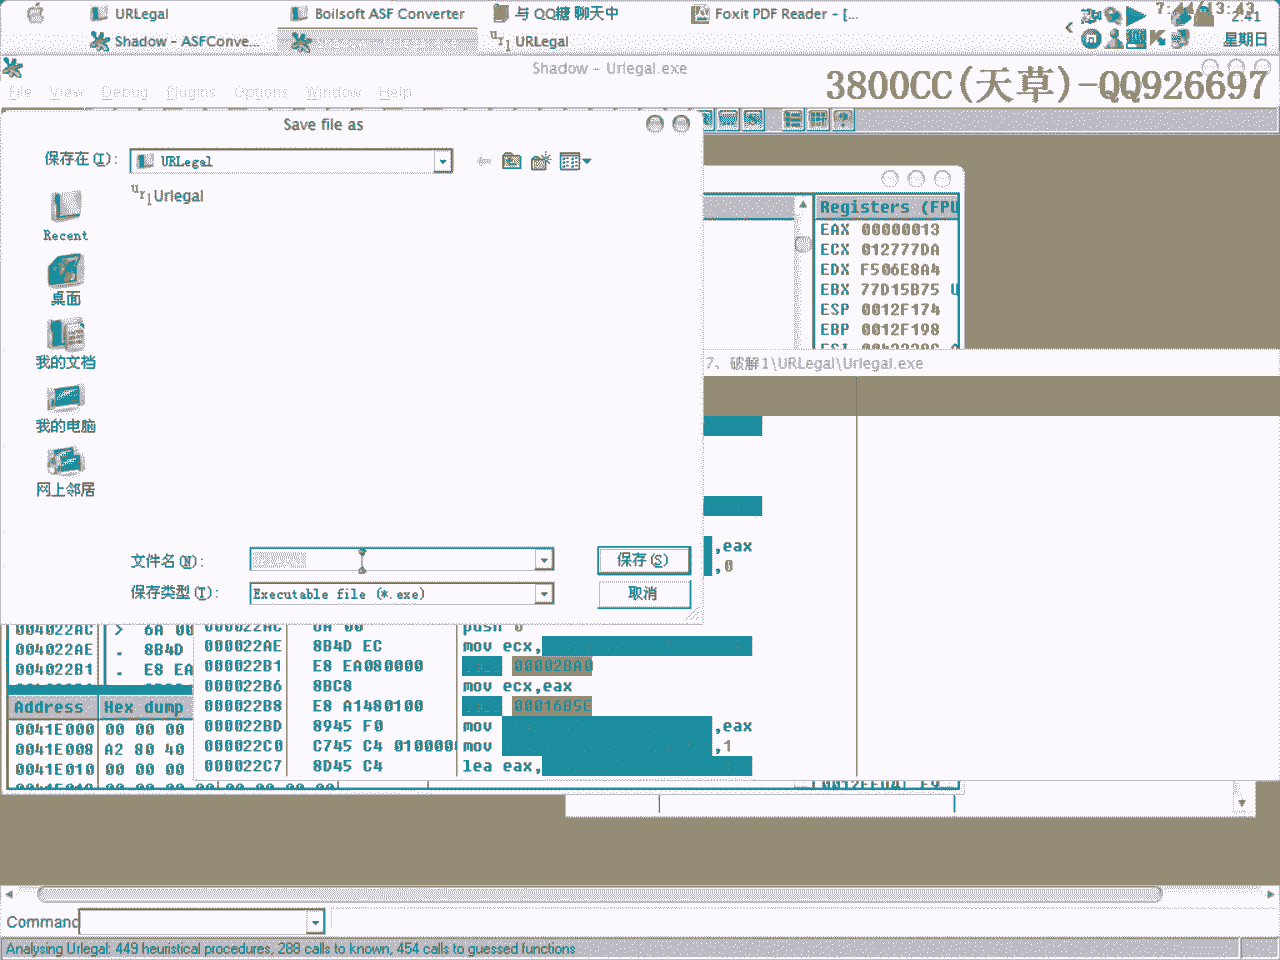 URLegal
Boilsoft ASF Converter
与 QQ糖 聊天中
Foxit PDF Reader - [...
7:44/13:43
2:41
Shadow - ASFConve...
URLegal
星期日
Shadow - Urlegal.exe
File View Debug Plugins Options Window Help
3800CC(天草)-QQ926697
Save file as
保存在(I):
URLegal
Urlegal
Recent
桌面
我的文档
我的电脑
网上邻居
文件名(N):
保存(S)
保存类型(T):
Executable file (*.exe)
取消
Registers (FPU
EAX 00000013
ECX 012777DA
EDX F506E8A4
EBX 77D15B75 U
ESP 0012F174
EBP 0012F198
7、破解1\URLegal\Urlegal.exe
,eax
,0
004022AC > 6A 00
004022AE . 8B4D
004022B1 . E8 EA
000022AC 6A 00 push 0
000022AE 8B4D EC mov ecx,
000022B1 E8 EA080000 00002BA0
000022B6 8BC8 mov ecx,eax
000022B8 E8 A1480100 00016B5E
000022BD 8945 F0 mov ,eax
000022C0 C745 C4 010000 mov ,1
000022C7 8D45 C4 lea eax,
Address Hex dump
0041E000 00 00 00
0041E008 A2 80 40
0041E010 00 00 00
Command
Analysing Urlegal: 449 heuristical procedures, 288 calls to known, 454 calls to guessed functions